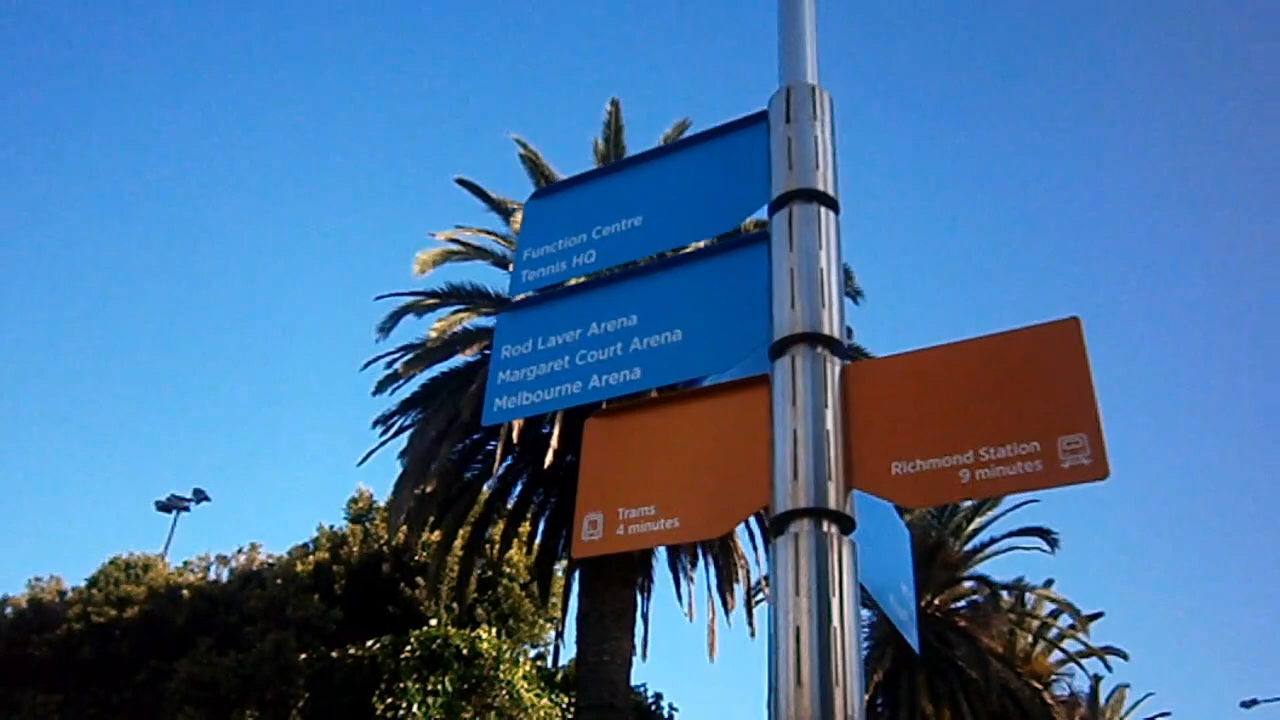 Function Centre
Tennis HQ
Rod Laver Arena
Margaret Court Arena
Melbourne Arena
Trams
4 minutes
Richmond Station
9 minutes